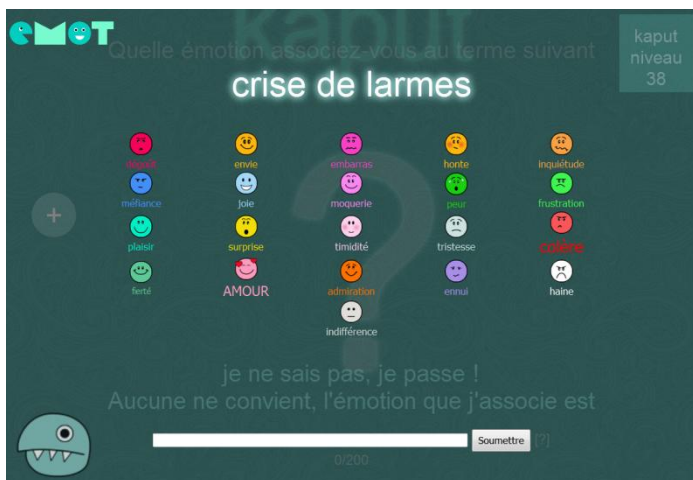 eMOT
kaput
Quelle émotion associez-vous au terme suivant
kaput
niveau
38
crise de larmes
dégout envie embarras honte inquiétude
méfiance joie moquerie peur frustration
plaisir surprise timidité tristesse colère
fierté AMOUR admiration ennui haine
indifférence
?
+
je ne sais pas, je passe !
Aucune ne convient, l'émotion que j'associe est
Soumettre [?]
0/200